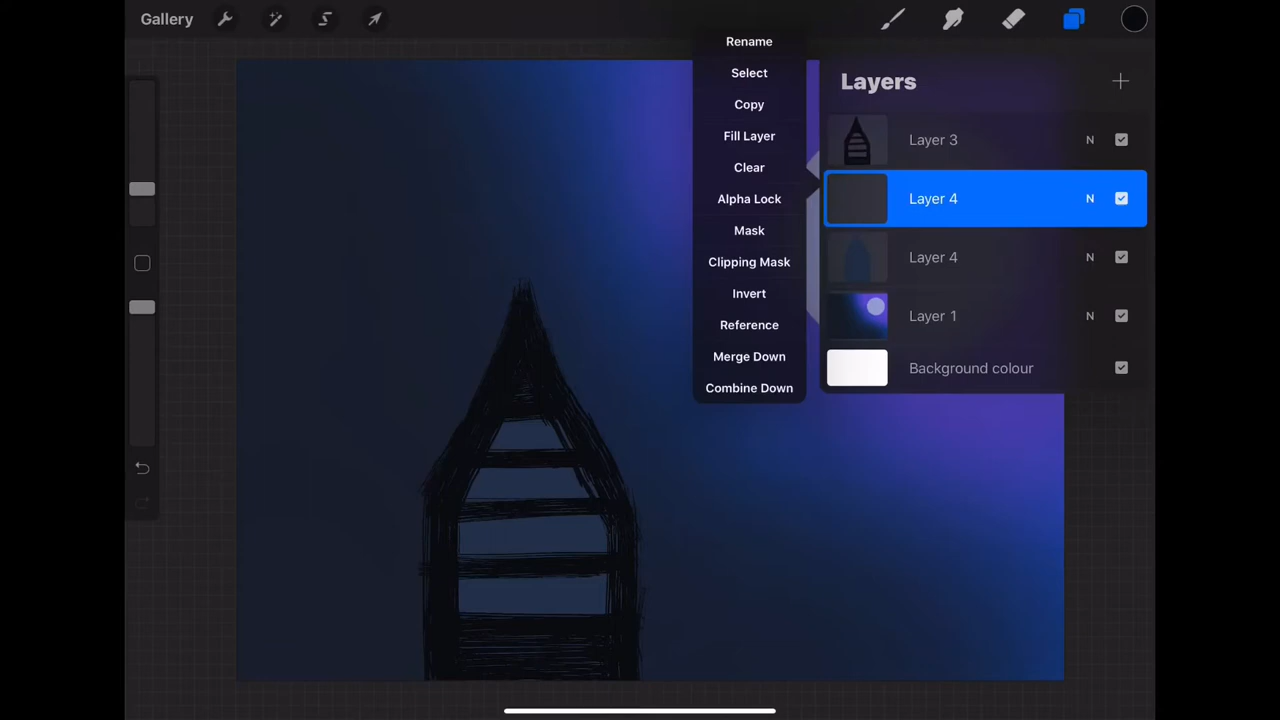 Gallery
Rename
Select
Copy
Fill Layer
Clear
Alpha Lock
Mask
Clipping Mask
Invert
Reference
Merge Down
Combine Down
Layers
Layer 3 N
Layer 4 N
Layer 4 N
Layer 1 N
Background colour